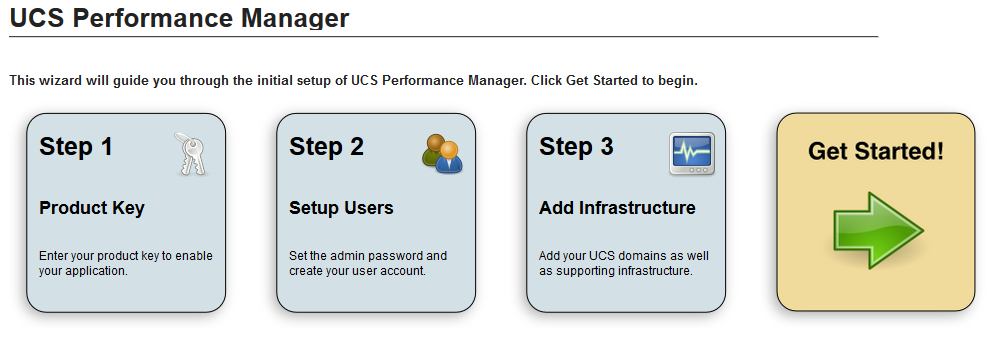 UCS Performance Manager
This wizard will guide you through the initial setup of UCS Performance Manager. Click Get Started to begin.
Step 1
Product Key
Enter your product key to enable
your application.
Step 2
Setup Users
Set the admin password and
create your user account.
Step 3
Add Infrastructure
Add your UCS domains as well
as supporting infrastructure.
Get Started!